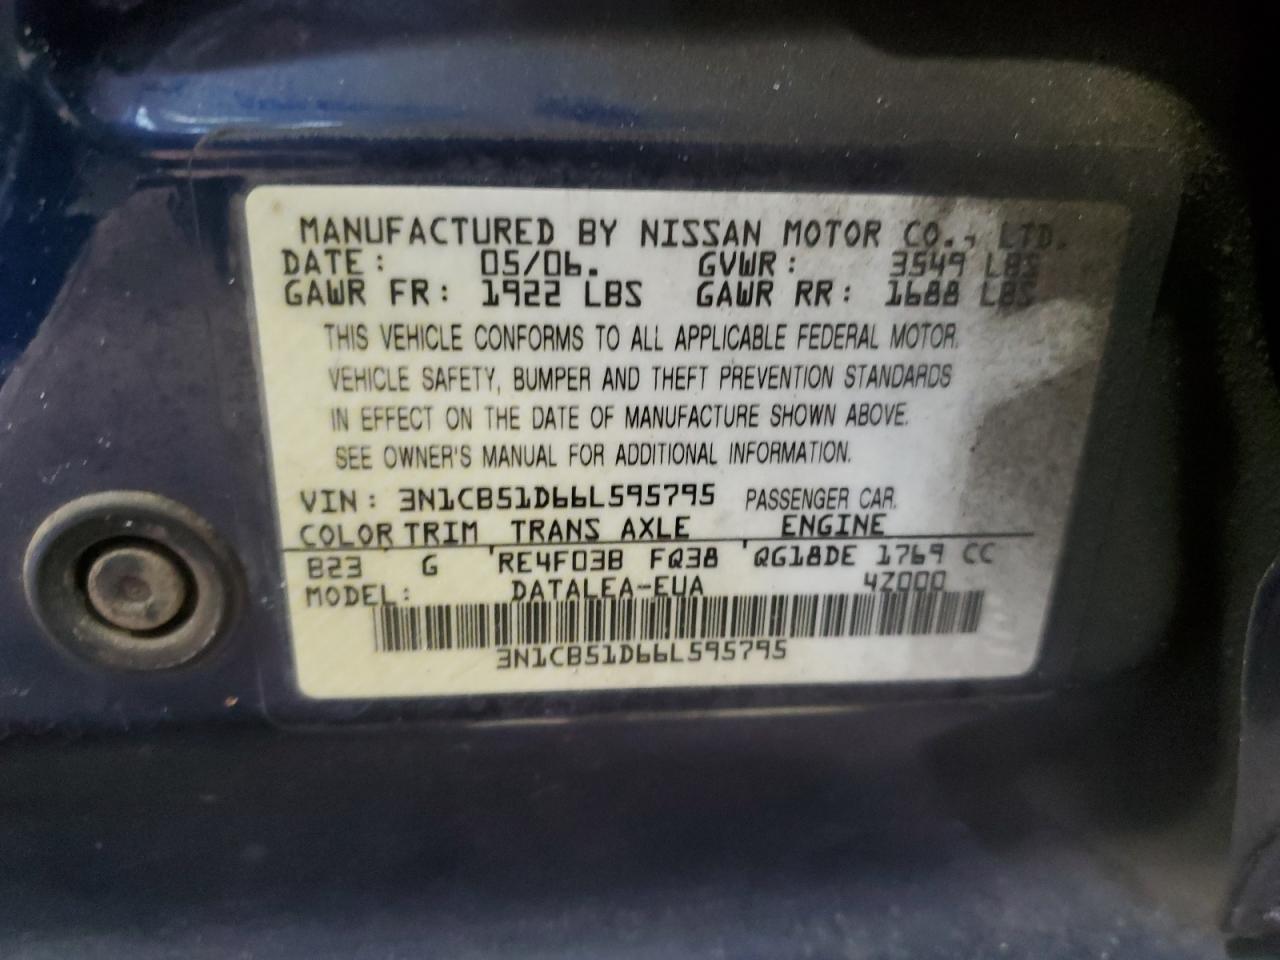 MANUFACTURED BY NISSAN MOTOR CO., LTD.
DATE: 05/06. GVWR: 3549 LBS
GAWR FR: 1922 LBS GAWR RR: 1688 LBS
THIS VEHICLE CONFORMS TO ALL APPLICABLE FEDERAL MOTOR
VEHICLE SAFETY, BUMPER AND THEFT PREVENTION STANDARDS
IN EFFECT ON THE DATE OF MANUFACTURE SHOWN ABOVE.
SEE OWNER'S MANUAL FOR ADDITIONAL INFORMATION.
VIN: 3N1CB51D66L595795 PASSENGER CAR.
COLOR TRIM TRANS AXLE ENGINE
B23 G RE4F03B FQ38 QG18DE 1769 CC
MODEL: DATALEA-EUA 4Z000
3N1CB51D66L595795